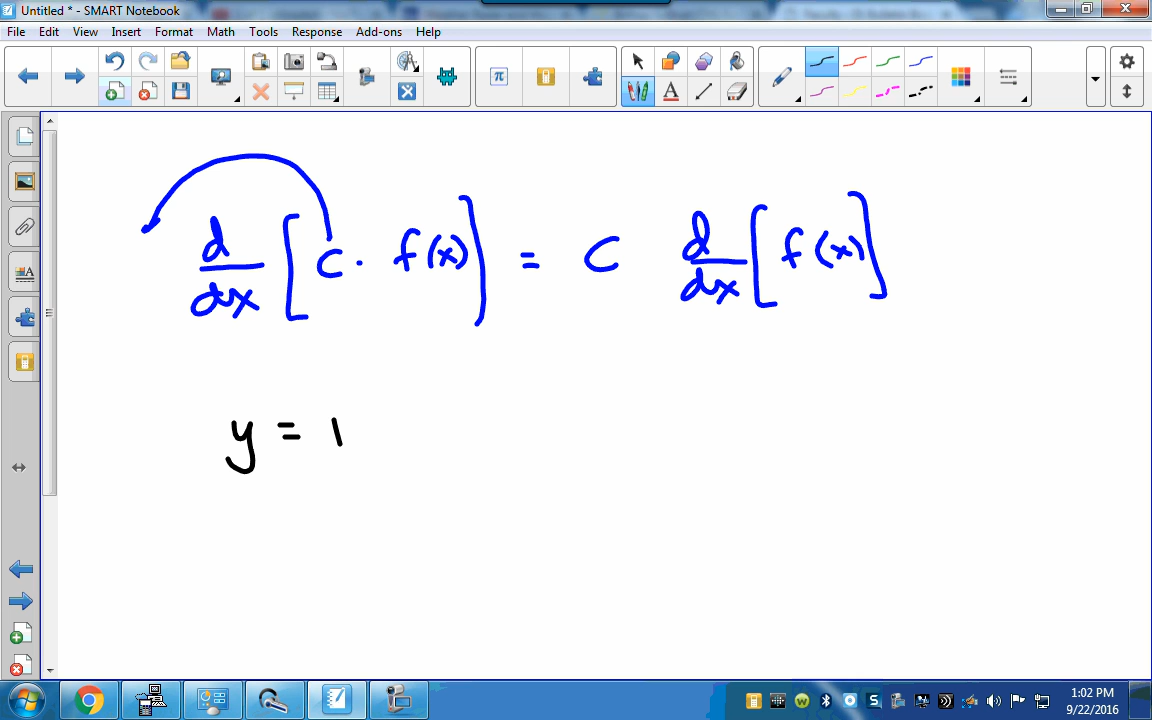 Untitled * - SMART Notebook
File Edit View Insert Format Math Tools Response Add-ons Help
d/dx [c · f(x)] = c d/dx [f(x)]
y = 1
1:02 PM
9/22/2016